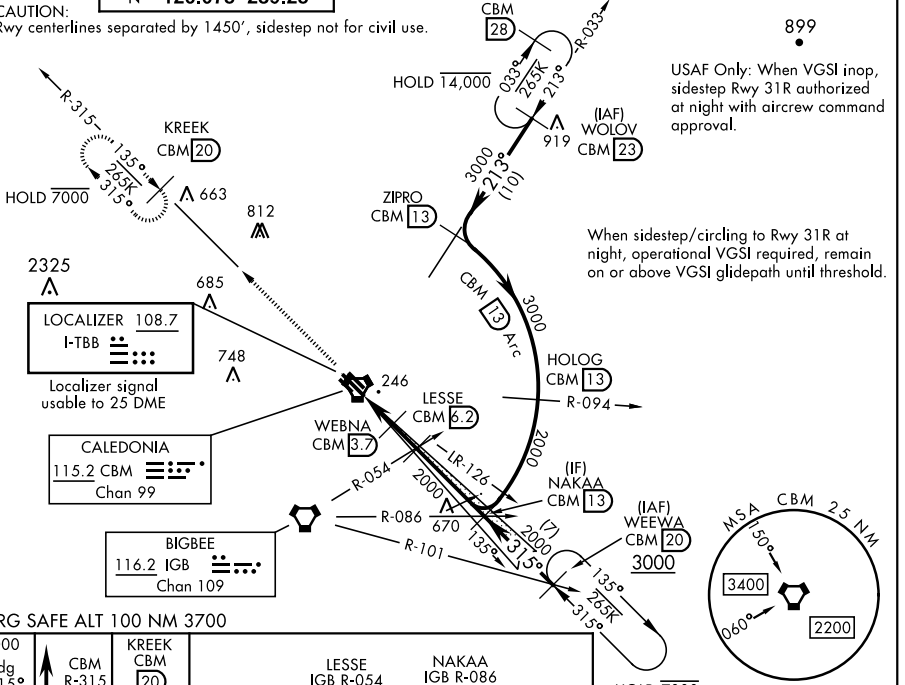 CAUTION:
Rwy centerlines separated by 1450', sidestep not for civil use.
CBM
28
R-033
HOLD 14,000
033°
265K
213°
(IAF)
WOLOV
CBM 23
919
899
USAF Only: When VGSI inop,
sidestep Rwy 31R authorized
at night with aircrew command
approval.
R-315
KREEK
CBM 20
135°
265K
315°
HOLD 7000
663
812
3000
213°
(10)
ZIPRO
CBM 13
When sidestep/circling to Rwy 31R at
night, operational VGSI required, remain
on or above VGSI glidepath until threshold.
2325
685
LOCALIZER 108.7
I-TBB
Localizer signal
usable to 25 DME
748
CBM 13 Arc
3000
HOLOG
CBM 13
R-094
2000
246
LESSE
CBM 6.2
WEBNA
CBM 3.7
CALEDONIA
115.2 CBM
Chan 99
R-054
LR-126
2000
(IF)
NAKAA
CBM 13
670
R-086
R-101
135°
315°
2000
(7)
(IAF)
WEEWA
CBM 20
3000
135°
265K
315°
BIGBEE
116.2 IGB
Chan 109
MSA CBM 25 NM
150°
3400
060°
2200
RG SAFE ALT 100 NM 3700
CBM
R-315
KREEK
CBM
20
LESSE
IGB R-054
NAKAA
IGB R-086